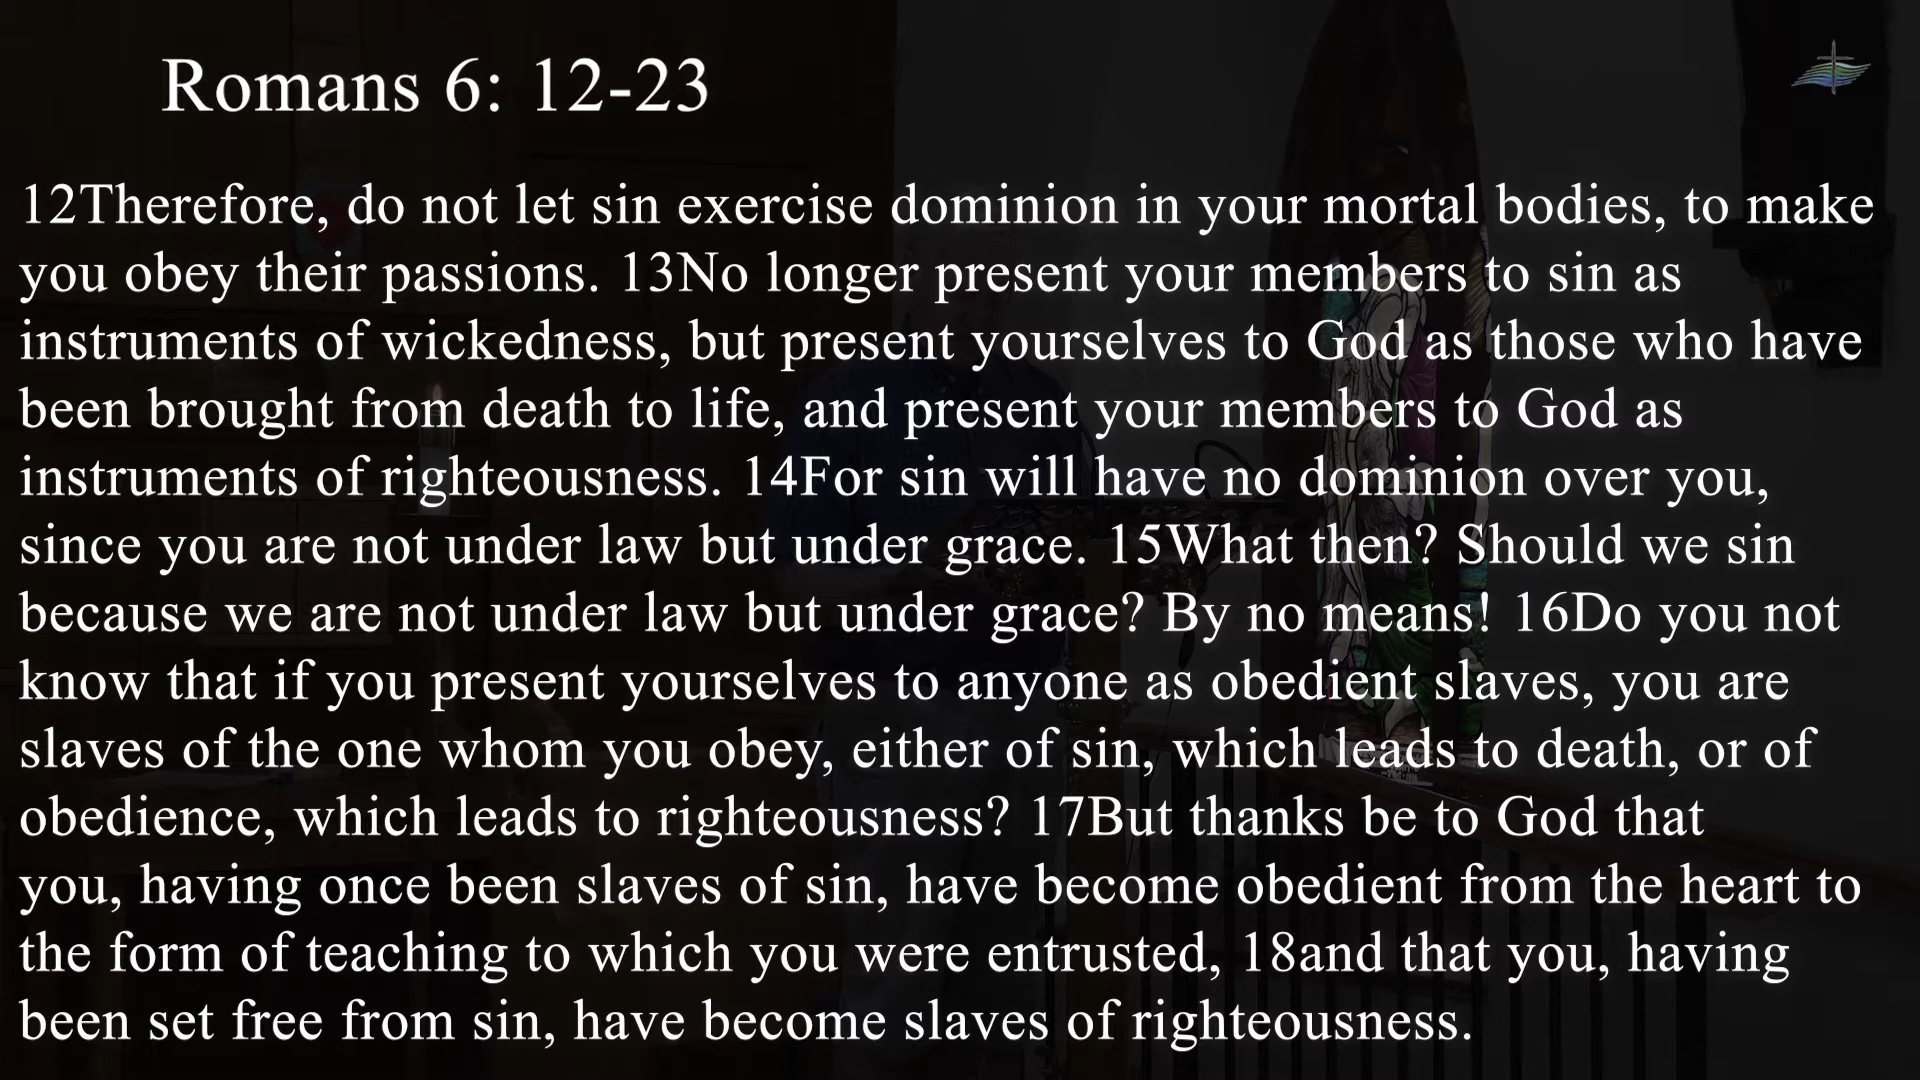 Romans 6: 12-23
12Therefore, do not let sin exercise dominion in your mortal bodies, to make
you obey their passions. 13No longer present your members to sin as
instruments of wickedness, but present yourselves to God as those who have
been brought from death to life, and present your members to God as
instruments of righteousness. 14For sin will have no dominion over you,
since you are not under law but under grace. 15What then? Should we sin
because we are not under law but under grace? By no means! 16Do you not
know that if you present yourselves to anyone as obedient slaves, you are
slaves of the one whom you obey, either of sin, which leads to death, or of
obedience, which leads to righteousness? 17But thanks be to God that
you, having once been slaves of sin, have become obedient from the heart to
the form of teaching to which you were entrusted, 18and that you, having
been set free from sin, have become slaves of righteousness.